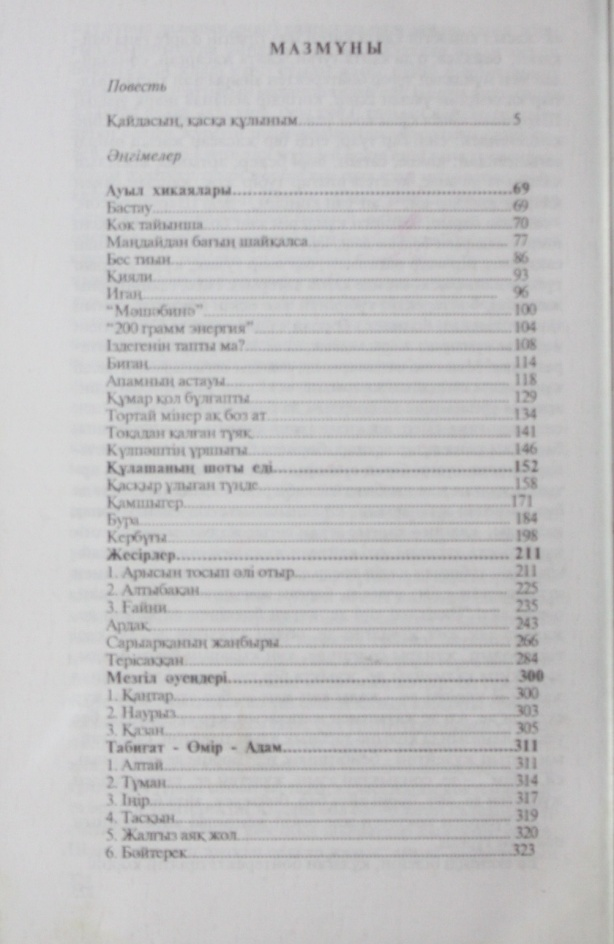 МАЗМҰНЫ
Повесть
Қайдасың, қасқа құлыным 5
Әңгімелер
Ауыл хикаялары 69
Бастау 69
Көк тайынша 70
Маңдайдан бағың шайқалса 77
Бес тиын 86
Қияли 93
Иған 96
“Мәшөбинө” 100
“200 грамм энергия” 104
Іздегенін тапты ма? 108
Биған 114
Апамның астауы 118
Құмар қол бұлғапты 129
Тортай мінер ақ боз ат 134
Тоқадан қалған тұяқ 141
Күлпәштің ұршығы 146
Құлашаның шоты еді 152
Қасқыр ұлыған түнде 158
Қамшыгер 171
Бура 184
Кербұғы 198
Жесірлер 211
1. Арысын тосып әлі отыр 211
2. Алтыбақан 225
3. Ғайни 235
Ардақ 243
Сарыарқаның жаңбыры 266
Терісаққан 284
Мезгіл әуендері 300
1. Қаңтар 300
2. Наурыз 303
3. Қазан 305
Табиғат - Өмір - Адам 311
1. Алтай 311
2. Тұман 314
3. Іңір 317
4. Тасқын 319
5. Жалғыз аяқ жол 320
6. Бәйтерек 323